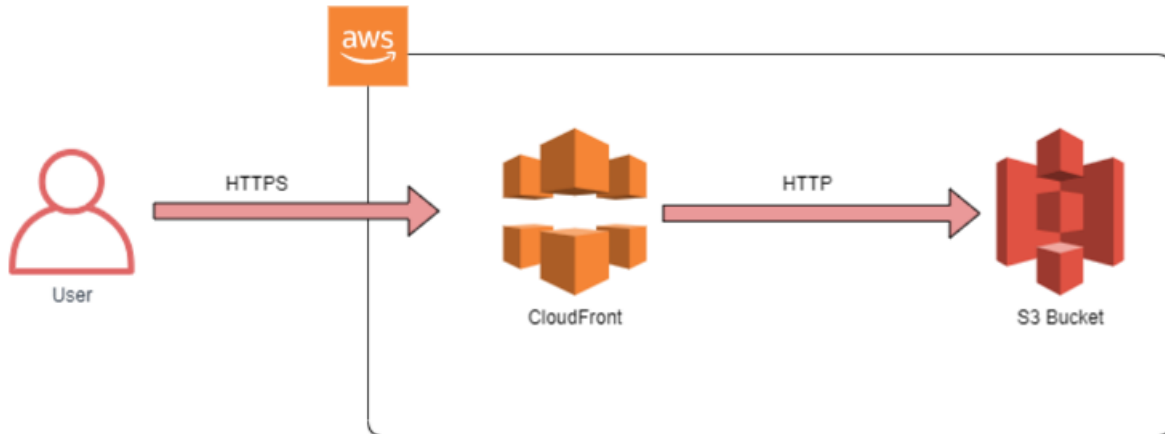 aws
HTTPS
HTTP
User
CloudFront
S3 Bucket